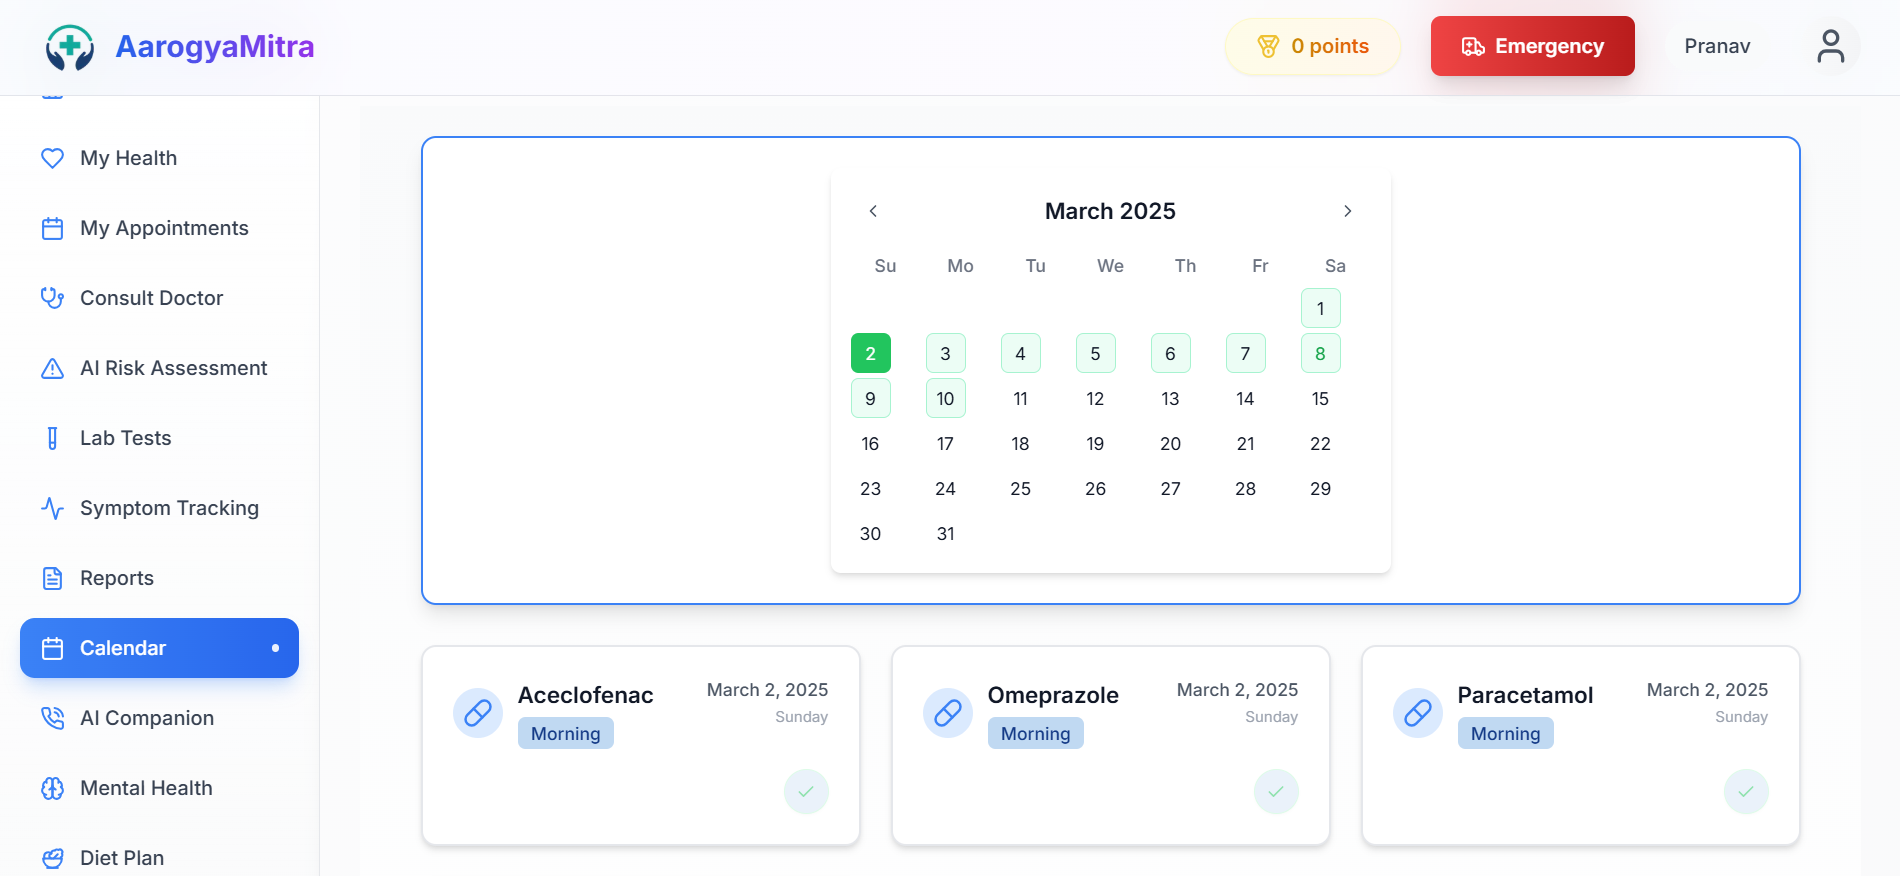 AarogyaMitra
0 points
Emergency
Pranav
My Health
My Appointments
Consult Doctor
AI Risk Assessment
Lab Tests
Symptom Tracking
Reports
Calendar
AI Companion
Mental Health
Diet Plan
March 2025
Su Mo Tu We Th Fr Sa
1
2 3 4 5 6 7 8
9 10 11 12 13 14 15
16 17 18 19 20 21 22
23 24 25 26 27 28 29
30 31
Aceclofenac
Morning
March 2, 2025
Sunday
Omeprazole
Morning
March 2, 2025
Sunday
Paracetamol
Morning
March 2, 2025
Sunday